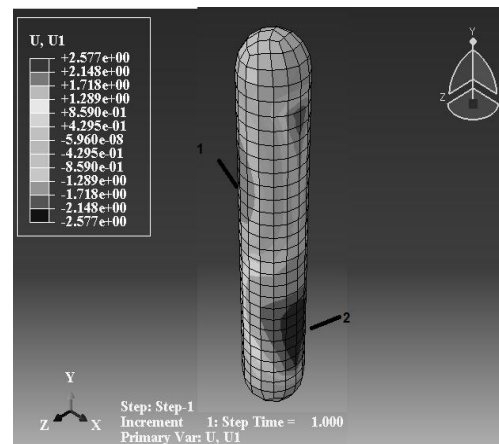 U, U1
+2.577e+00
+2.148e+00
+1.718e+00
+1.289e+00
+8.590e-01
+4.295e-01
-5.960e-08
-4.295e-01
-8.590e-01
-1.289e+00
-1.718e+00
-2.148e+00
-2.577e+00
Y
Z
1
2
Y
Z
X
Step: Step-1
Increment 1: Step Time = 1.000
Primary Var: U, U1